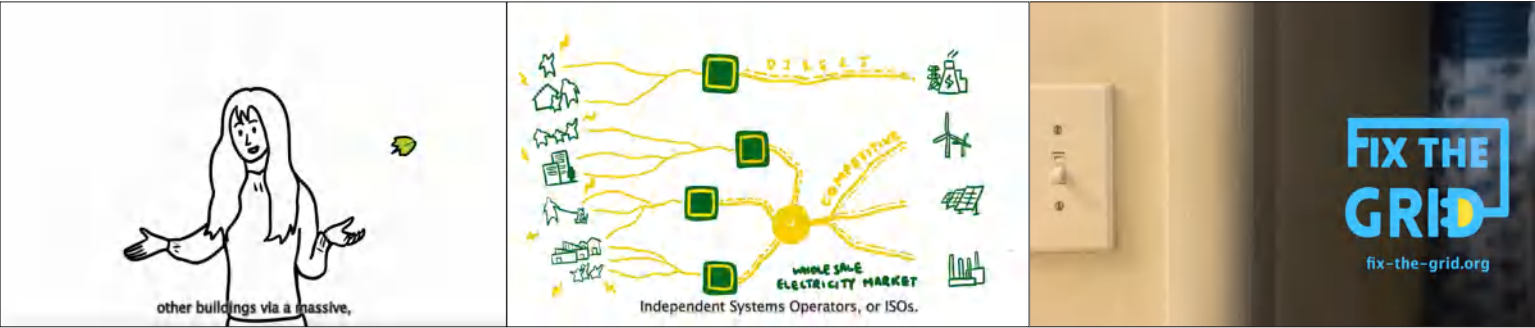 other buildings via a massive,
DIRECT
COMPETITIVE
WHOLE SALE
ELECTRICITY MARKET
Independent Systems Operators, or ISOs.
FIX THE
GRID
fix-the-grid.org